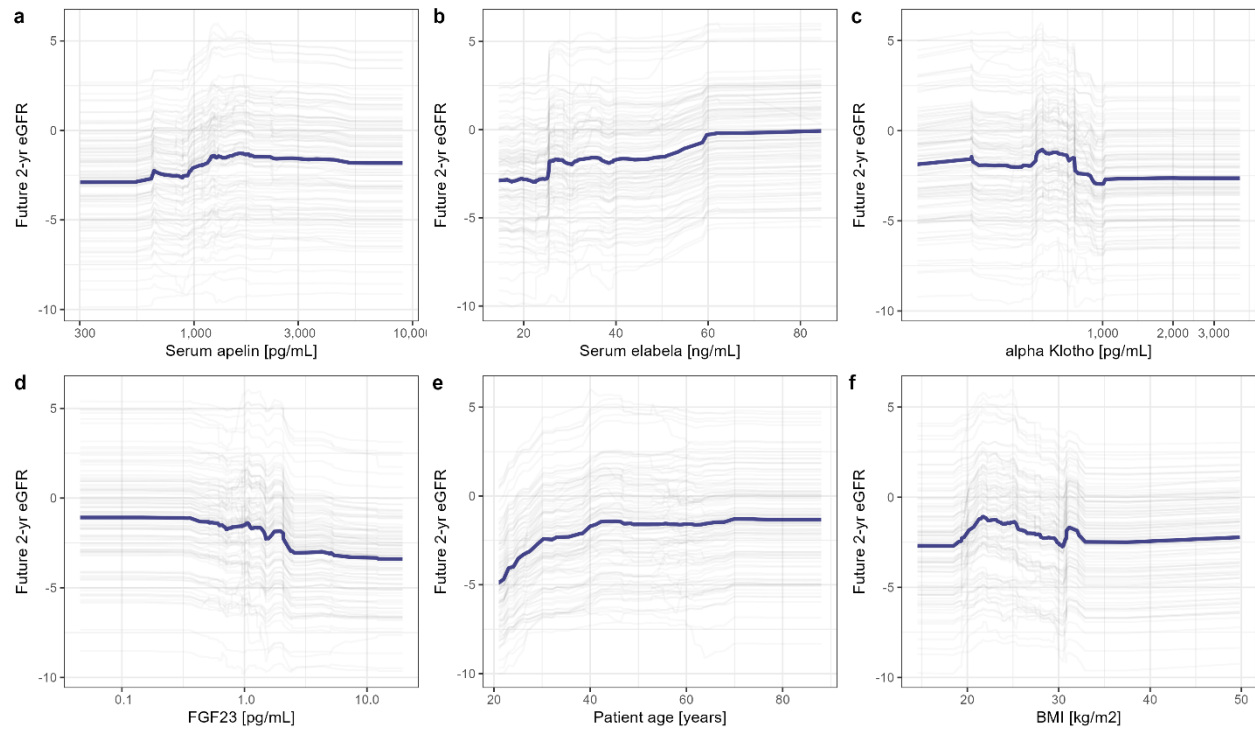 a
Future 2-yr eGFR
5
0
-5
-10
300
1,000
3,000
10,00
Serum apelin [pg/mL]
b
Future 2-yr eGFR
5
0
-5
-10
20
40
60
80
Serum elabela [ng/mL]
c
Future 2-yr eGFR
5
0
-5
-10
1,000
2,000
3,000
alpha Klotho [pg/mL]
d
Future 2-yr eGFR
5
0
-5
-10
0.1
1.0
10.0
FGF23 [pg/mL]
e
Future 2-yr eGFR
5
0
-5
-10
20
40
60
80
Patient age [years]
f
Future 2-yr eGFR
5
0
-5
-10
20
30
40
50
BMI [kg/m2]